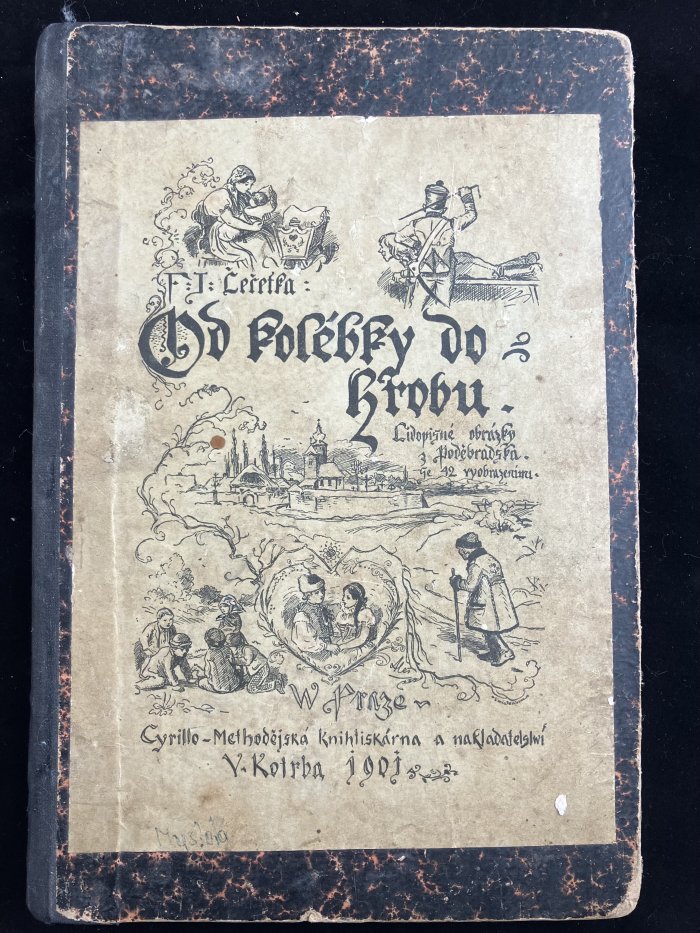 F: J: Čečetka:
Od kolébky do
hrobu.
Lidopisné obrázky
z Poděbradska.
se 42 vyobrazeními.
W Praze
Cyrillo-Methodějská knihtiskárna a nakladatelství
V. Kotrba 1901